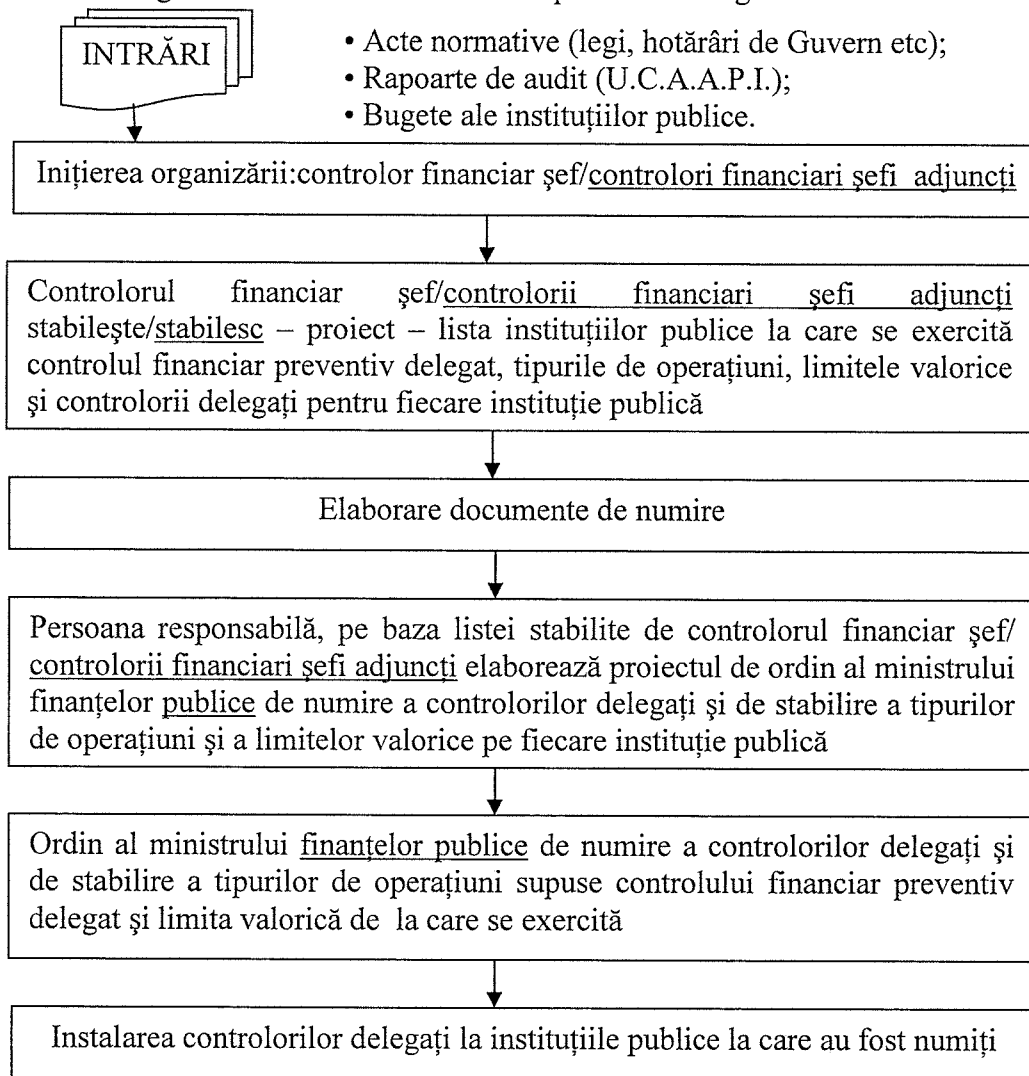 INTRĂRI
• Acte normative (legi, hotărâri de Guvern etc);
• Rapoarte de audit (U.C.A.A.P.I.);
• Bugete ale instituțiilor publice.
Inițierea organizării:controlor financiar şef/controlori financiari şefi adjuncți
Controlorul financiar şef/controlorii financiari şefi adjuncți
stabileşte/stabilesc – proiect – lista instituțiilor publice la care se exercită
controlul financiar preventiv delegat, tipurile de operațiuni, limitele valorice
şi controlorii delegați pentru fiecare instituție publică
Elaborare documente de numire
Persoana responsabilă, pe baza listei stabilite de controlorul financiar şef/
controlorii financiari şefi adjuncți elaborează proiectul de ordin al ministrului
finanțelor publice de numire a controlorilor delegați şi de stabilire a tipurilor
de operațiuni şi a limitelor valorice pe fiecare instituție publică
Ordin al ministrului finanțelor publice de numire a controlorilor delegați şi
de stabilire a tipurilor de operațiuni supuse controlului financiar preventiv
delegat şi limita valorică de la care se exercită
Instalarea controlorilor delegați la instituțiile publice la care au fost numiți